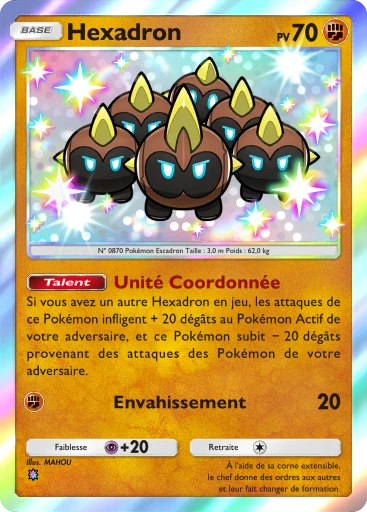 BASE Hexadron PV 70
N° 0870 Pokémon Escadron Taille : 3,0 m Poids : 62,0 kg
Talent Unité Coordonnée
Si vous avez un autre Hexadron en jeu, les attaques de
ce Pokémon infligent + 20 dégâts au Pokémon Actif de
votre adversaire, et ce Pokémon subit − 20 dégâts
provenant des attaques des Pokémon de votre
adversaire.
Envahissement 20
Faiblesse +20 Retraite
Illus. MAHOU
À l'aide de sa corne extensible,
le chef donne des ordres aux autres
et leur fait changer de formation.